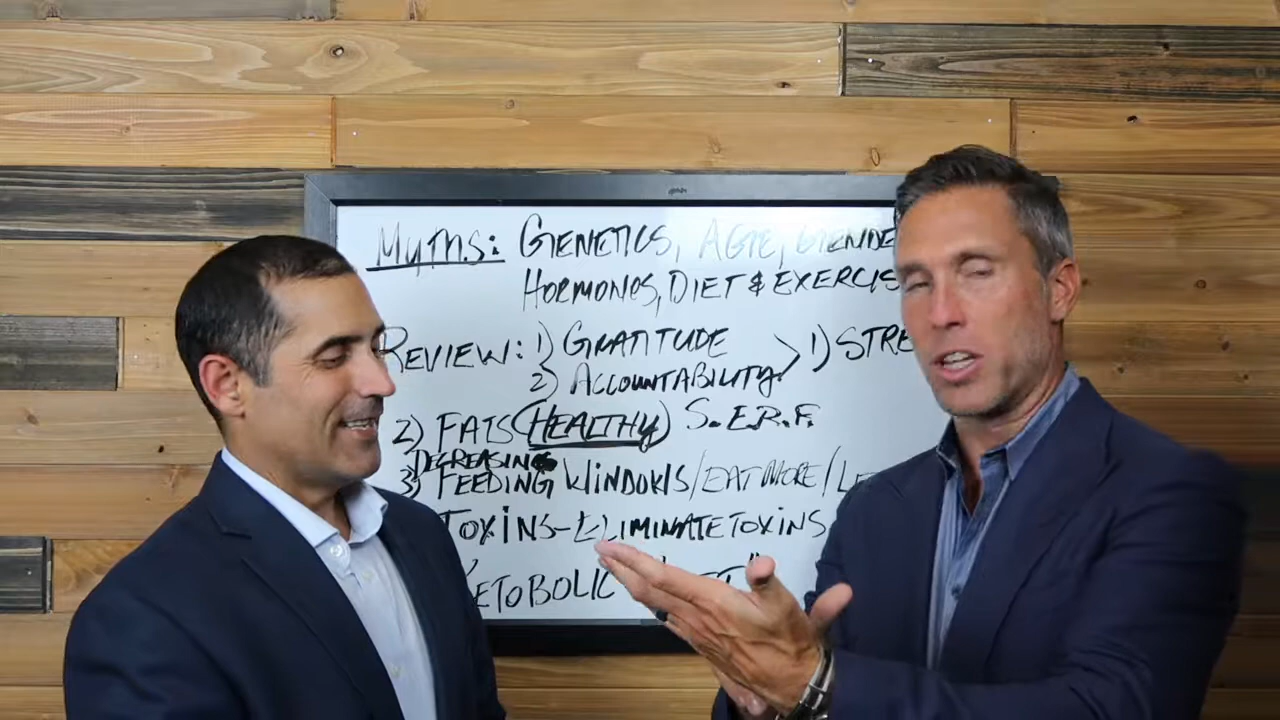 MYTHS: GENETICS, AGE, GENDE
HORMONES, DIET & EXERCIS
REVIEW: 1) GRATITUDE
2) ACCOUNTABILITY > 1) STRE
2) FATS (HEALTHY) S.E.R.F.
DECREASING
3) FEEDING WINDOWS/EAT MORE/LE
TOXINS - ELIMINATE TOXINS
ETOBOLIC